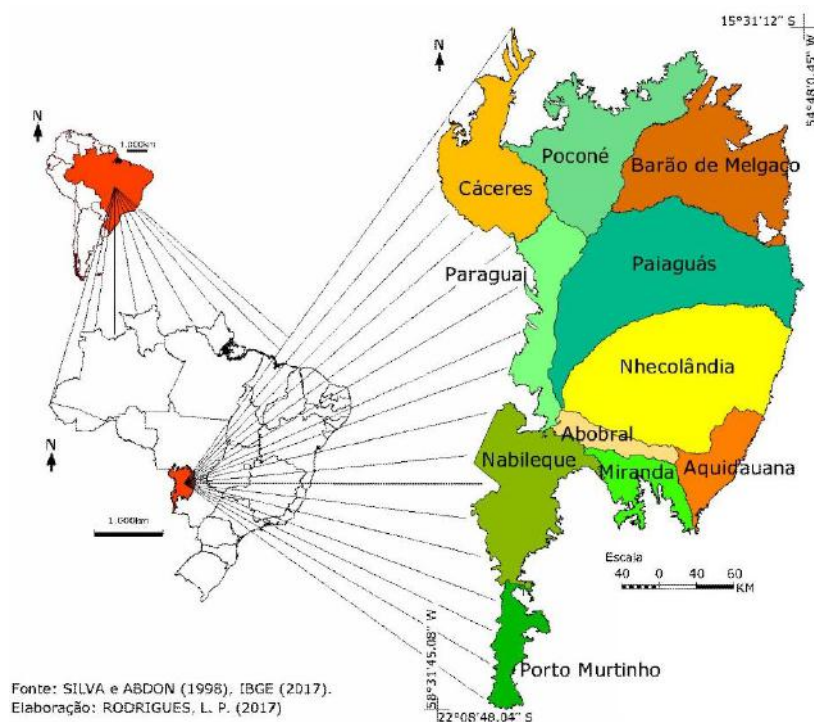 15°31'12" S
54°48'0.45" W
N
N
1.000km
Poconé
Barão de Melgaço
Cáceres
Paraguai
Paiaguás
Nhecolândia
Abobral
N
Nabileque
Miranda
Aquidauana
1.000km
Escala
40 0 40 60
KM
58°31'45.08" W
Porto Murtinho
Fonte: SILVA e ABDON (1998), IBGE (2017).
Elaboração: RODRIGUES, L. P. (2017)
22°08'48.04" S